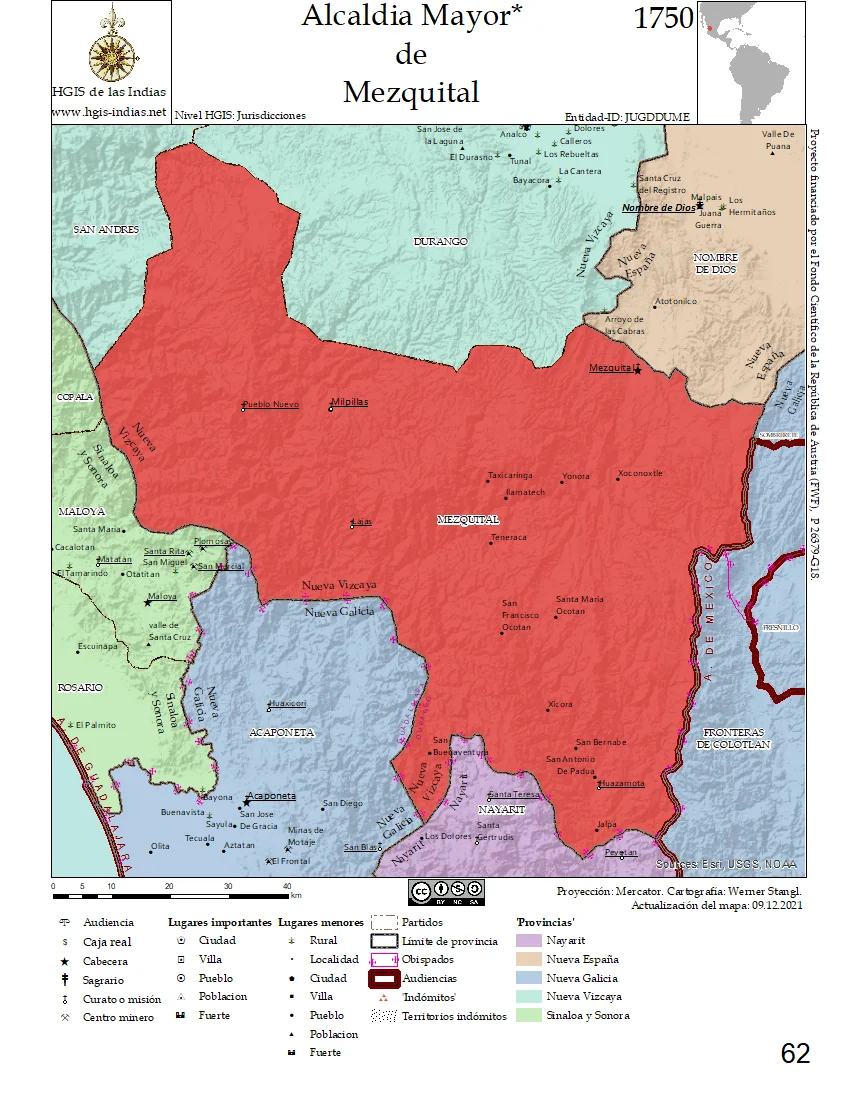 Alcaldia Mayor*
de
Mezquital
1750
HGIS de las Indias
www.hgis-indias.net
Nivel HGIS: Jurisdicciones
Entidad-ID: JUGDDUME
Proyecto financiado por el Fondo Científico de la República de Austria (FWF), P 26379-G18.
San Jose de
la Laguna
Analco
Dolores
Calleros
El Durasno
Tunal
Los Rebueltas
La Cantera
Bayacora
Valle De
Puana
Santa Cruz
del Registro
Malpais
Nombre de Dios
Juana
Guerra
Los
Hermitaños
SAN ANDRES
DURANGO
Nueva Vizcaya
Nueva
España
NOMBRE
DE DIOS
Atotonilco
Arroyo de
las Cabras
Mezquital
Nueva
España
Nueva
Galicia
COPALA
Pueblo Nuevo
Milpillas
Nueva
Vizcaya
Sinaloa
y Sonora
SOMBRERETE
Taxicaringa
Yonora
Xoconoxtle
Ilamatech
MALOYA
Santa Maria
Lajas
MEZQUITAL
Teneraca
Plomosas
Cacalotan
Matatan
Santa Rita
San Miguel
San Marcial
El Tamarindo
Otatitan
Nueva Vizcaya
Nueva Galicia
Maloya
valle de
Santa Cruz
Escuinapa
San
Francisco
Ocotan
Santa Maria
Ocotan
A. DE MEXICO
FRESNILLO
ROSARIO
Sinaloa
y Sonora
Nueva
Galicia
Huaxicori
GUADALAJARA
DURANGO
Xicora
El Palmito
ACAPONETA
San
Buenaventura
San Bernabe
FRONTERAS
DE COLOTLAN
San Antonio
De Padua
Huazamota
A. DE GUADALAJARA
Nueva
Vizcaya
Nayarit
Santa Teresa
NAYARIT
Bayona
Acaponeta
Buenavista
San Jose
De Gracia
San Diego
Sayula
Nueva
Galicia
Santa
Gertrudis
Jalpa
Tecuala
Minas de
Motaje
Los Dolores
Olita
Aztatan
San Blas
Nayarit
Peyotan
El Frontal
Sources: Esri, USGS, NOAA
0 5 10 20 30 40
km
CC BY NC SA
Proyección: Mercator. Cartografía: Werner Stangl.
Actualización del mapa: 09.12.2021
Audiencia
Caja real
Cabecera
Sagrario
Curato o misión
Centro minero
Lugares importantes
Ciudad
Villa
Pueblo
Poblacion
Fuerte
Lugares menores
Rural
Localidad
Ciudad
Villa
Pueblo
Poblacion
Fuerte
Partidos
Límite de provincia
Obispados
Audiencias
'Indómitos'
Territorios indómitos
'Provincias'
Nayarit
Nueva España
Nueva Galicia
Nueva Vizcaya
Sinaloa y Sonora
62